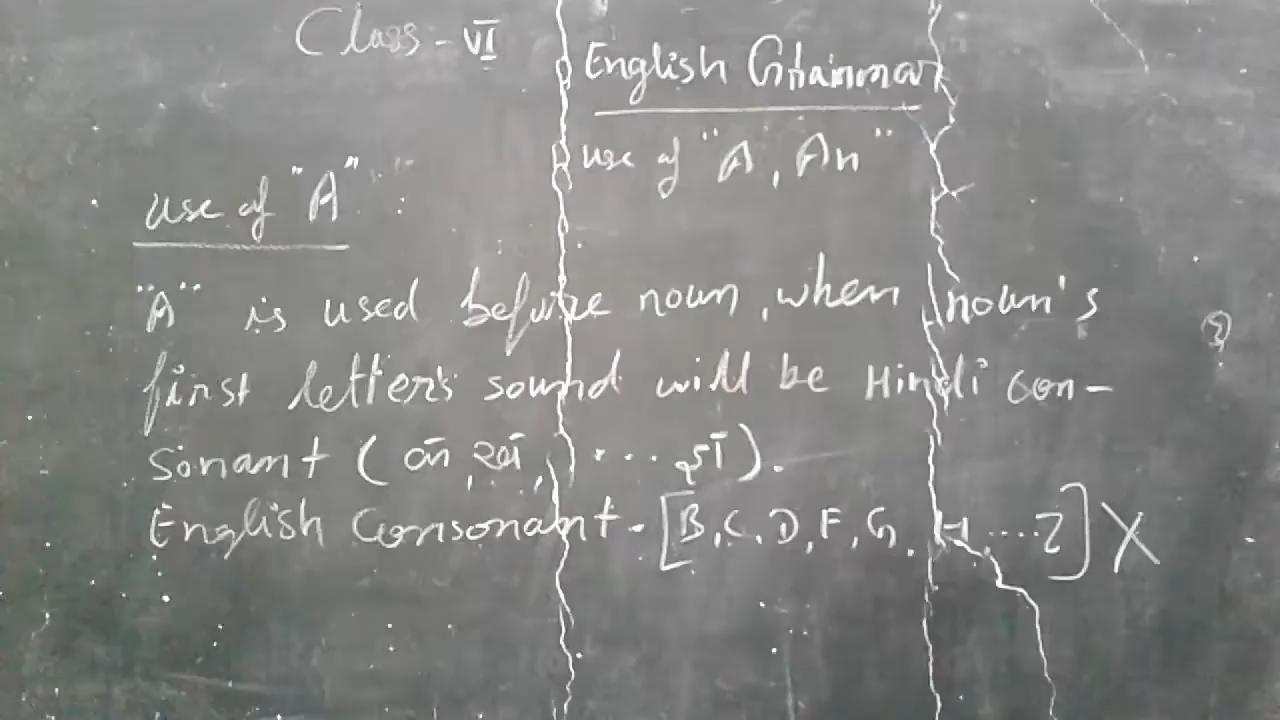 Class - VI
English Grammar
use of "A, An"
use of "A"
"A" is used before noun, when noun's
first letter's sound will be Hindi con-
sonant ( क, ख, ... ).
English Consonant - [B, C, D, F, G, H, .... Z] X